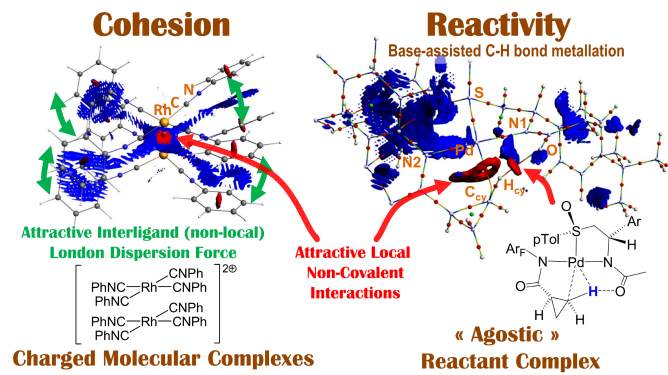 Cohesion
Rh
C
N
Attractive Interligand (non-local)
London Dispersion Force
2⊕
CNPh
PhNC Rh CNPh
PhNC
CNPh
PhNC Rh CNPh
PhNC
Charged Molecular Complexes
Attractive Local
Non-Covalent
Interactions
Reactivity
Base-assisted C-H bond metallation
S
N1
O
Pd
N2
Ccy
Hcy
O
Ar
pTol S
H
ArF
N Pd N
O H O
H H
« Agostic »
Reactant Complex